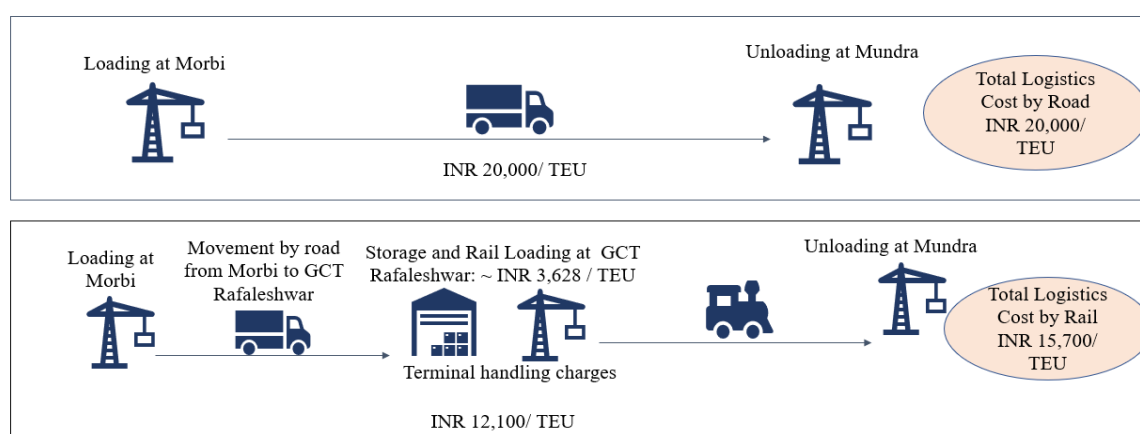 Loading at Morbi
Unloading at Mundra
INR 20,000/ TEU
Total Logistics
Cost by Road
INR 20,000/
TEU
Loading at
Morbi
Movement by road
from Morbi to GCT
Rafaleshwar
Storage and Rail Loading at GCT
Rafaleshwar: ~ INR 3,628 / TEU
Terminal handling charges
INR 12,100/ TEU
Unloading at Mundra
Total Logistics
Cost by Rail
INR 15,700/
TEU